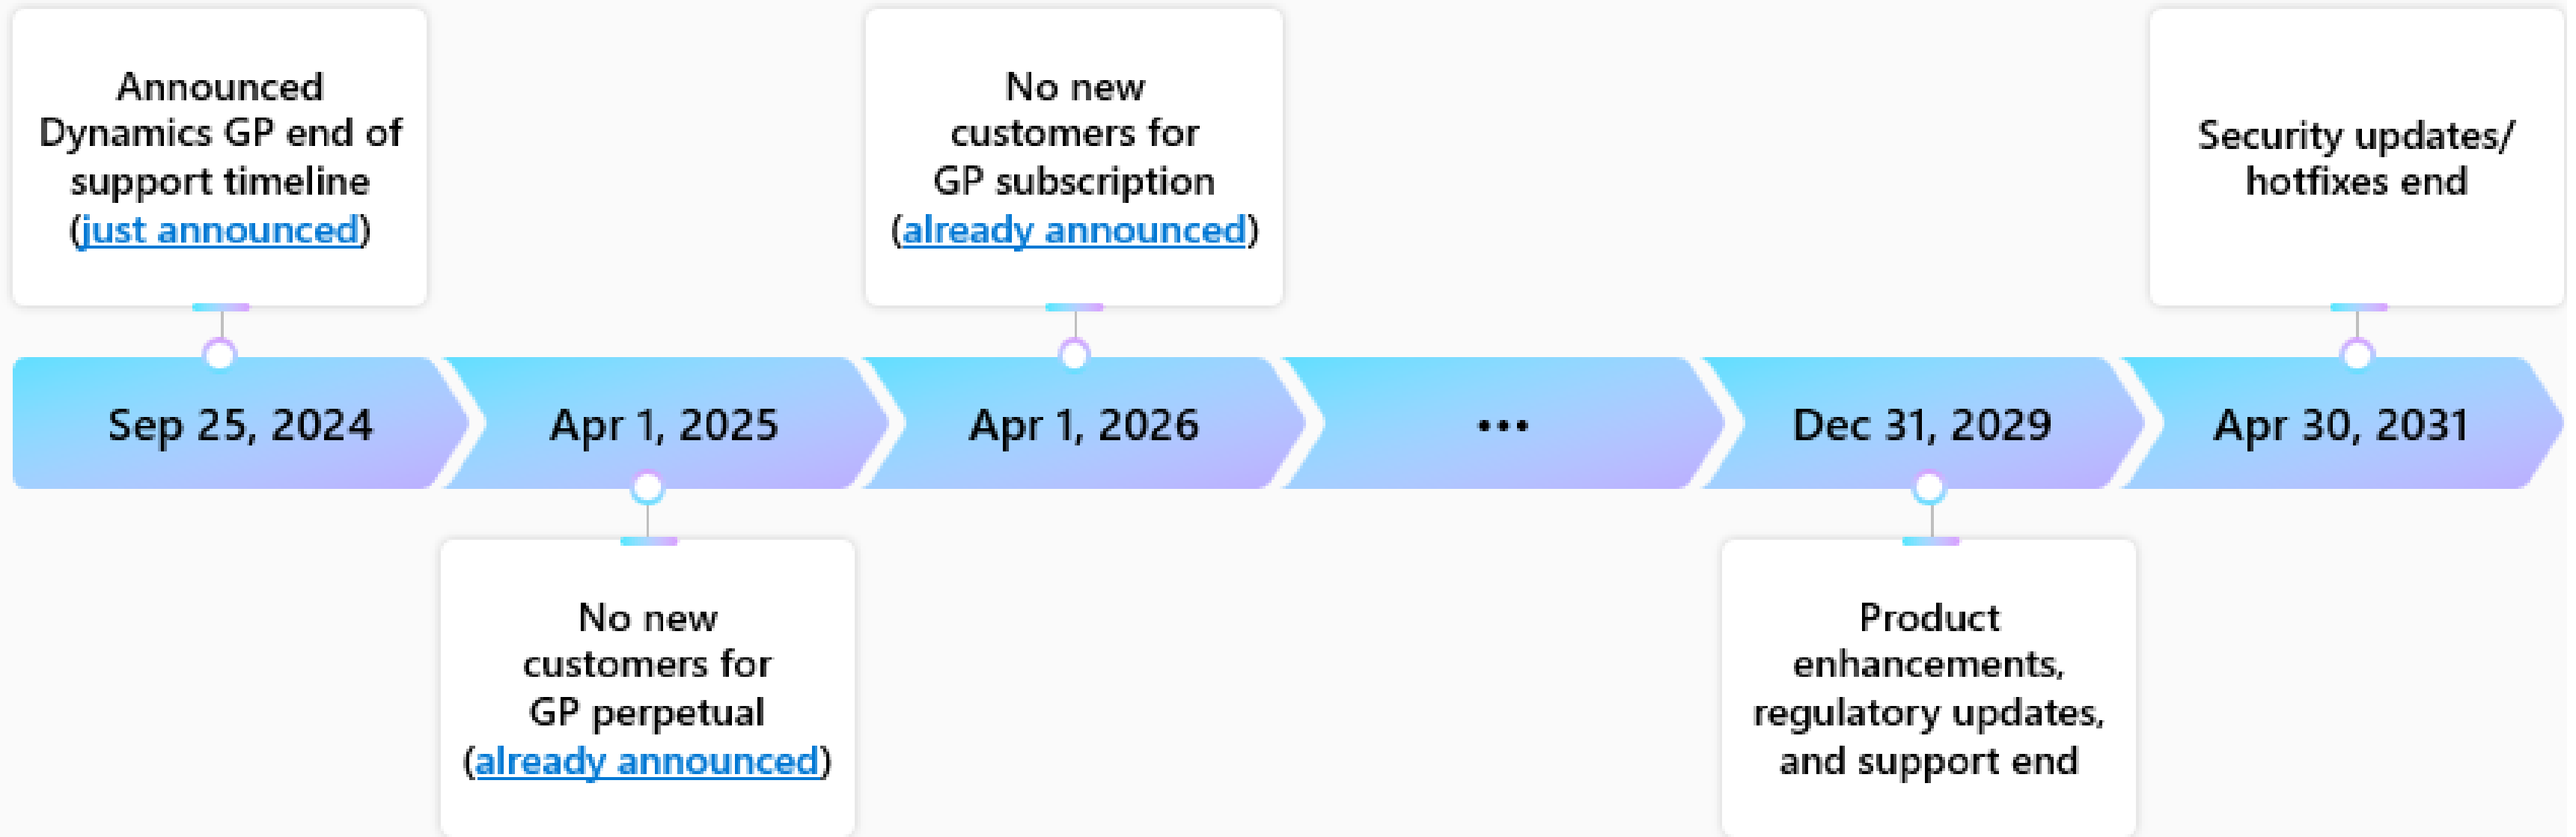 Announced
Dynamics GP end of
support timeline
(just announced)
No new
customers for
GP subscription
(already announced)
Security updates/
hotfixes end
Sep 25, 2024
Apr 1, 2025
Apr 1, 2026
...
Dec 31, 2029
Apr 30, 2031
No new
customers for
GP perpetual
(already announced)
Product
enhancements,
regulatory updates,
and support end